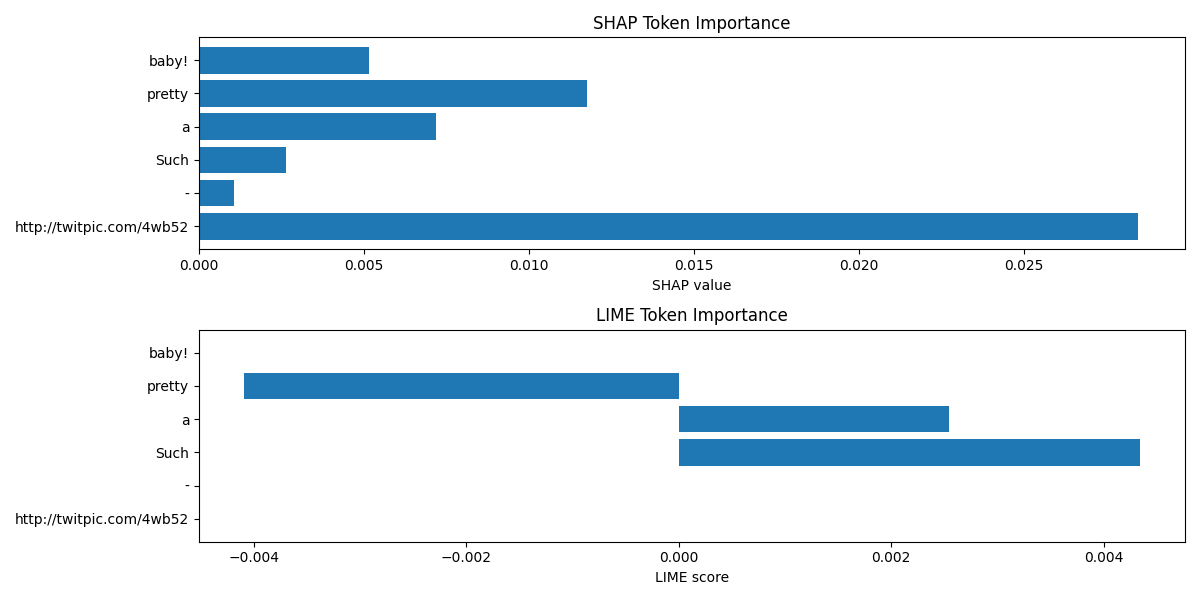 SHAP Token Importance
baby!
pretty
a
Such
-
http://twitpic.com/4wb52
0.000 0.005 0.010 0.015 0.020 0.025
SHAP value
LIME Token Importance
baby!
pretty
a
Such
-
http://twitpic.com/4wb52
−0.004 −0.002 0.000 0.002 0.004
LIME score